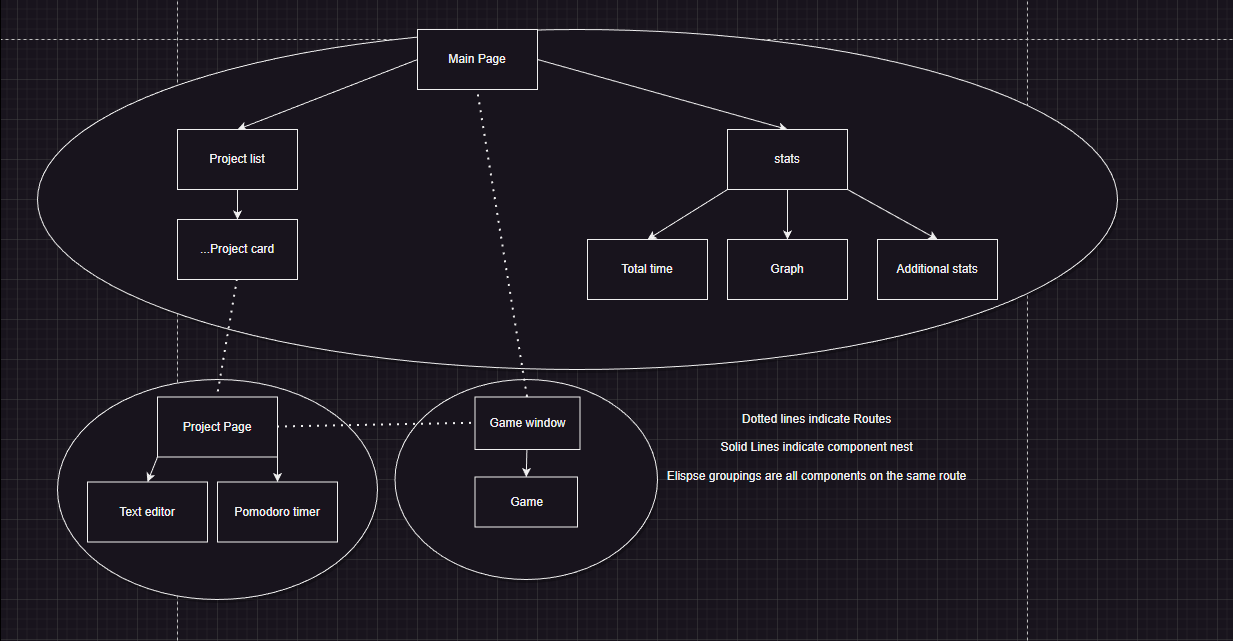 Main Page
Project list
stats
...Project card
Total time
Graph
Additional stats
Project Page
Game window
Dotted lines indicate Routes
Solid Lines indicate component nest
Elispse groupings are all components on the same route
Text editor
Pomodoro timer
Game